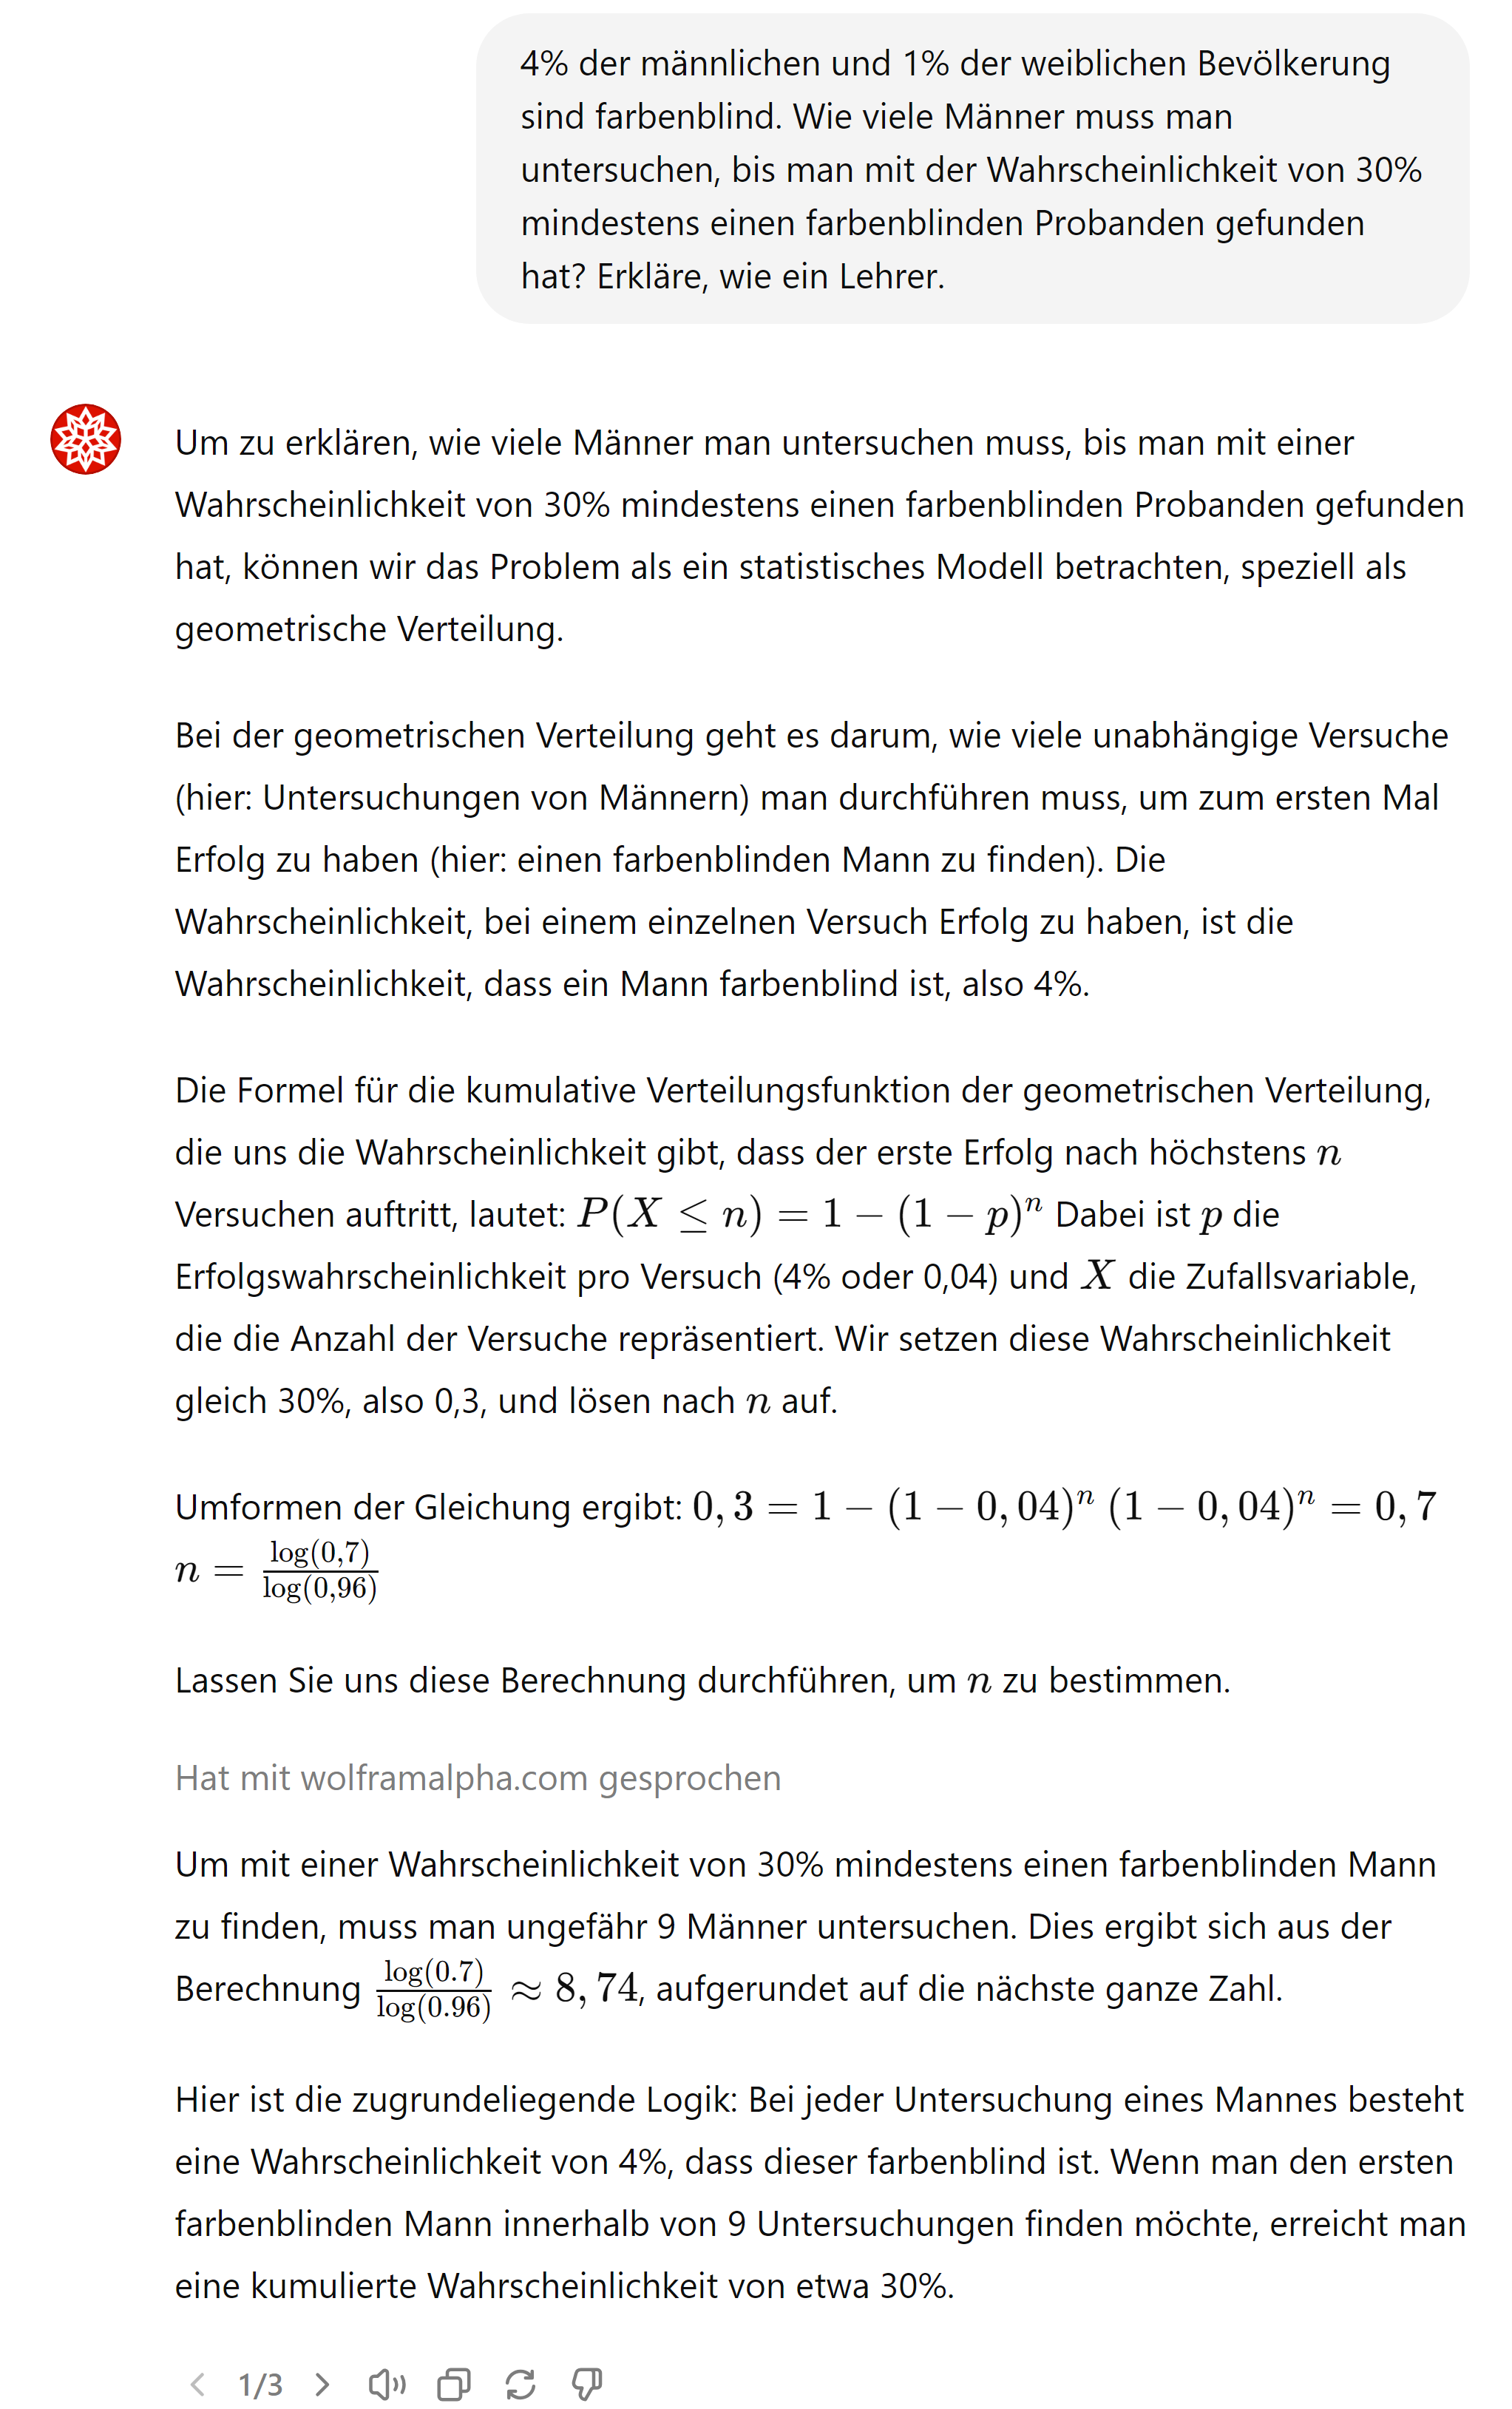 4% der männlichen und 1% der weiblichen Bevölkerung
sind farbenblind. Wie viele Männer muss man
untersuchen, bis man mit der Wahrscheinlichkeit von 30%
mindestens einen farbenblinden Probanden gefunden
hat? Erkläre, wie ein Lehrer.
Um zu erklären, wie viele Männer man untersuchen muss, bis man mit einer
Wahrscheinlichkeit von 30% mindestens einen farbenblinden Probanden gefunden
hat, können wir das Problem als ein statistisches Modell betrachten, speziell als
geometrische Verteilung.
Bei der geometrischen Verteilung geht es darum, wie viele unabhängige Versuche
(hier: Untersuchungen von Männern) man durchführen muss, um zum ersten Mal
Erfolg zu haben (hier: einen farbenblinden Mann zu finden). Die
Wahrscheinlichkeit, bei einem einzelnen Versuch Erfolg zu haben, ist die
Wahrscheinlichkeit, dass ein Mann farbenblind ist, also 4%.
Die Formel für die kumulative Verteilungsfunktion der geometrischen Verteilung,
die uns die Wahrscheinlichkeit gibt, dass der erste Erfolg nach höchstens n
Versuchen auftritt, lautet: P(X ≤ n) = 1 − (1 − p)^n Dabei ist p die
Erfolgswahrscheinlichkeit pro Versuch (4% oder 0,04) und X die Zufallsvariable,
die die Anzahl der Versuche repräsentiert. Wir setzen diese Wahrscheinlichkeit
gleich 30%, also 0,3, und lösen nach n auf.
Umformen der Gleichung ergibt: 0, 3 = 1 − (1 − 0, 04)^n (1 − 0, 04)^n = 0, 7
n = log(0,7)/log(0,96)
Lassen Sie uns diese Berechnung durchführen, um n zu bestimmen.
Hat mit wolframalpha.com gesprochen
Um mit einer Wahrscheinlichkeit von 30% mindestens einen farbenblinden Mann
zu finden, muss man ungefähr 9 Männer untersuchen. Dies ergibt sich aus der
Berechnung log(0.7)/log(0.96) ≈ 8, 74, aufgerundet auf die nächste ganze Zahl.
Hier ist die zugrundeliegende Logik: Bei jeder Untersuchung eines Mannes besteht
eine Wahrscheinlichkeit von 4%, dass dieser farbenblind ist. Wenn man den ersten
farbenblinden Mann innerhalb von 9 Untersuchungen finden möchte, erreicht man
eine kumulierte Wahrscheinlichkeit von etwa 30%.
1/3